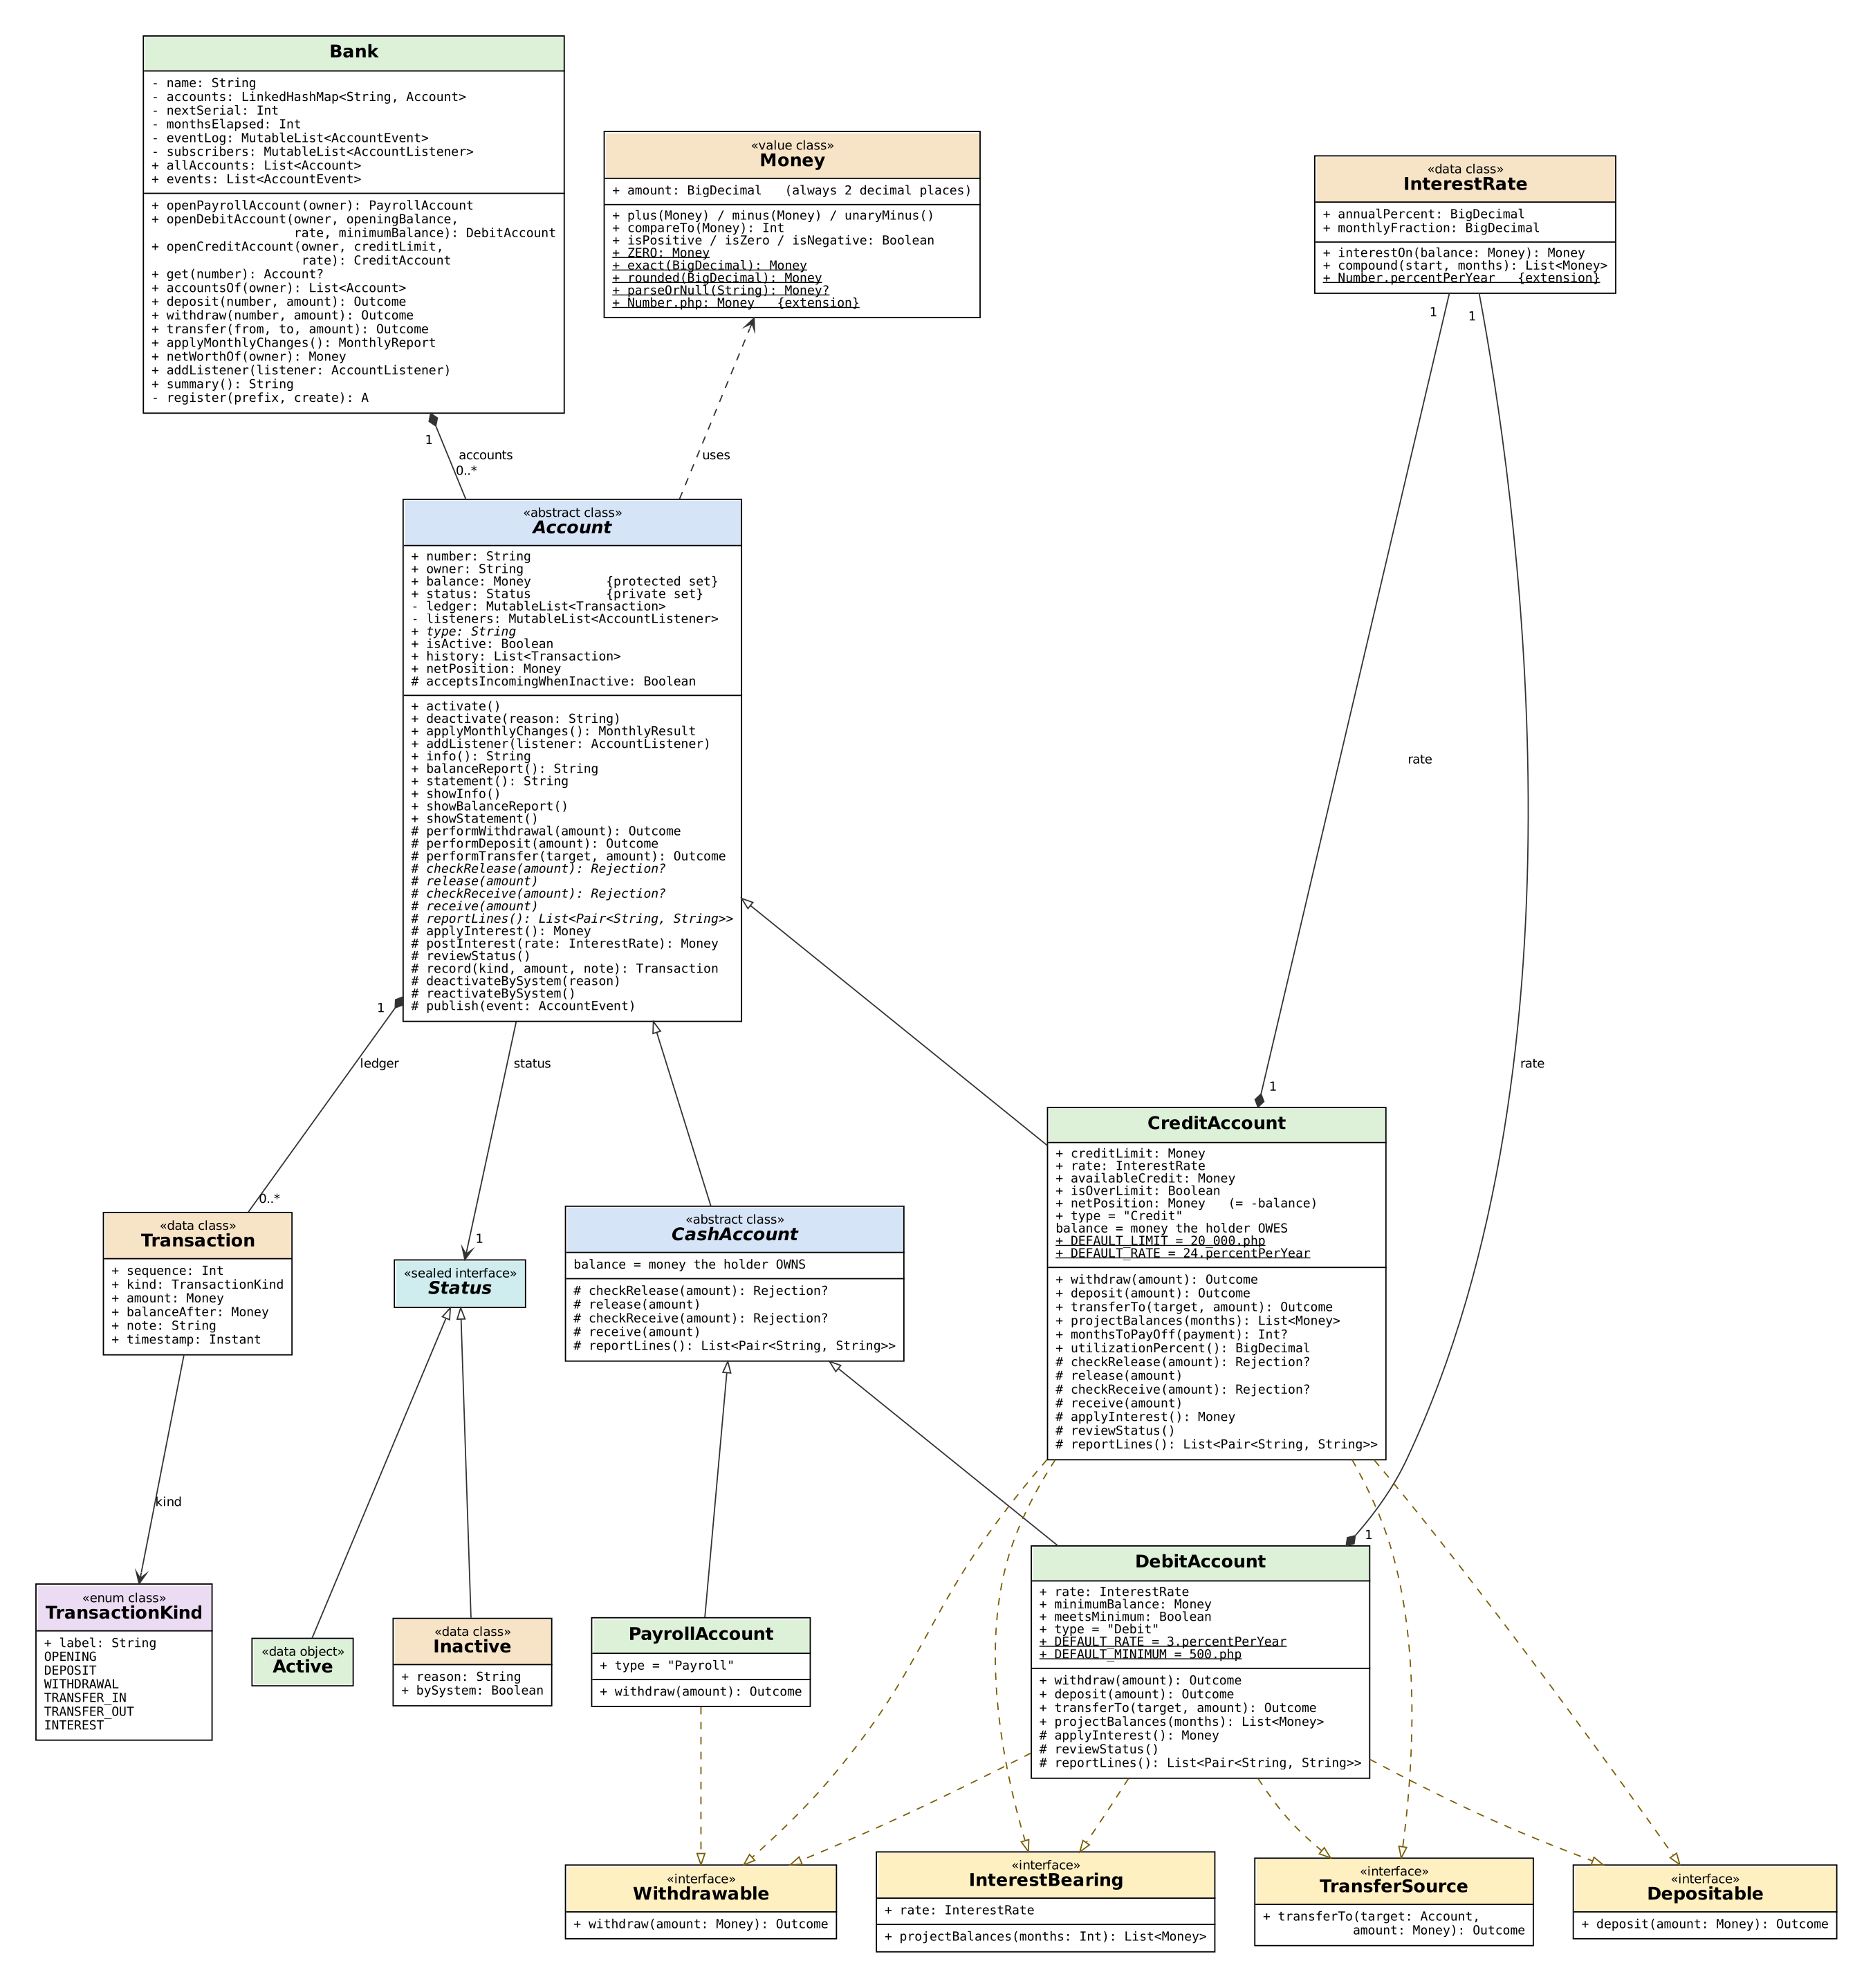 Bank
- name: String
- accounts: LinkedHashMap<String, Account>
- nextSerial: Int
- monthsElapsed: Int
- eventLog: MutableList<AccountEvent>
- subscribers: MutableList<AccountListener>
+ allAccounts: List<Account>
+ events: List<AccountEvent>
+ openPayrollAccount(owner): PayrollAccount
+ openDebitAccount(owner, openingBalance,
rate, minimumBalance): DebitAccount
+ openCreditAccount(owner, creditLimit,
rate): CreditAccount
+ get(number): Account?
+ accountsOf(owner): List<Account>
+ deposit(number, amount): Outcome
+ withdraw(number, amount): Outcome
+ transfer(from, to, amount): Outcome
+ applyMonthlyChanges(): MonthlyReport
+ netWorthOf(owner): Money
+ addListener(listener: AccountListener)
+ summary(): String
- register(prefix, create): A
«value class»
Money
+ amount: BigDecimal   (always 2 decimal places)
+ plus(Money) / minus(Money) / unaryMinus()
+ compareTo(Money): Int
+ isPositive / isZero / isNegative: Boolean
+ ZERO: Money
+ exact(BigDecimal): Money
+ rounded(BigDecimal): Money
+ parseOrNull(String): Money?
+ Number.php: Money   {extension}
«data class»
InterestRate
+ annualPercent: BigDecimal
+ monthlyFraction: BigDecimal
+ interestOn(balance: Money): Money
+ compound(start, months): List<Money>
+ Number.percentPerYear   {extension}
1
1
1
accounts
0..*
uses
«abstract class»
Account
+ number: String
+ owner: String
+ balance: Money          {protected set}
+ status: Status          {private set}
- ledger: MutableList<Transaction>
- listeners: MutableList<AccountListener>
+ type: String
+ isActive: Boolean
+ history: List<Transaction>
+ netPosition: Money
# acceptsIncomingWhenInactive: Boolean
+ activate()
+ deactivate(reason: String)
+ applyMonthlyChanges(): MonthlyResult
+ addListener(listener: AccountListener)
+ info(): String
+ balanceReport(): String
+ statement(): String
+ showInfo()
+ showBalanceReport()
+ showStatement()
# performWithdrawal(amount): Outcome
# performDeposit(amount): Outcome
# performTransfer(target, amount): Outcome
# checkRelease(amount): Rejection?
# release(amount)
# checkReceive(amount): Rejection?
# receive(amount)
# reportLines(): List<Pair<String, String>>
# applyInterest(): Money
# postInterest(rate: InterestRate): Money
# reviewStatus()
# record(kind, amount, note): Transaction
# deactivateBySystem(reason)
# reactivateBySystem()
# publish(event: AccountEvent)
rate
1
ledger
status
rate
1
CreditAccount
+ creditLimit: Money
+ rate: InterestRate
+ availableCredit: Money
+ isOverLimit: Boolean
+ netPosition: Money   (= -balance)
+ type = "Credit"
balance = money the holder OWES
+ DEFAULT_LIMIT = 20_000.php
+ DEFAULT_RATE = 24.percentPerYear
+ withdraw(amount): Outcome
+ deposit(amount): Outcome
+ transferTo(target, amount): Outcome
+ projectBalances(months): List<Money>
+ monthsToPayOff(payment): Int?
+ utilizationPercent(): BigDecimal
# checkRelease(amount): Rejection?
# release(amount)
# checkReceive(amount): Rejection?
# receive(amount)
# applyInterest(): Money
# reviewStatus()
# reportLines(): List<Pair<String, String>>
0..*
«data class»
Transaction
+ sequence: Int
+ kind: TransactionKind
+ amount: Money
+ balanceAfter: Money
+ note: String
+ timestamp: Instant
1
«sealed interface»
Status
«abstract class»
CashAccount
balance = money the holder OWNS
# checkRelease(amount): Rejection?
# release(amount)
# checkReceive(amount): Rejection?
# receive(amount)
# reportLines(): List<Pair<String, String>>
kind
1
«enum class»
TransactionKind
+ label: String
OPENING
DEPOSIT
WITHDRAWAL
TRANSFER_IN
TRANSFER_OUT
INTEREST
«data object»
Active
«data class»
Inactive
+ reason: String
+ bySystem: Boolean
PayrollAccount
+ type = "Payroll"
+ withdraw(amount): Outcome
DebitAccount
+ rate: InterestRate
+ minimumBalance: Money
+ meetsMinimum: Boolean
+ type = "Debit"
+ DEFAULT_RATE = 3.percentPerYear
+ DEFAULT_MINIMUM = 500.php
+ withdraw(amount): Outcome
+ deposit(amount): Outcome
+ transferTo(target, amount): Outcome
+ projectBalances(months): List<Money>
# applyInterest(): Money
# reviewStatus()
# reportLines(): List<Pair<String, String>>
«interface»
Withdrawable
+ withdraw(amount: Money): Outcome
«interface»
InterestBearing
+ rate: InterestRate
+ projectBalances(months: Int): List<Money>
«interface»
TransferSource
+ transferTo(target: Account,
amount: Money): Outcome
«interface»
Depositable
+ deposit(amount: Money): Outcome